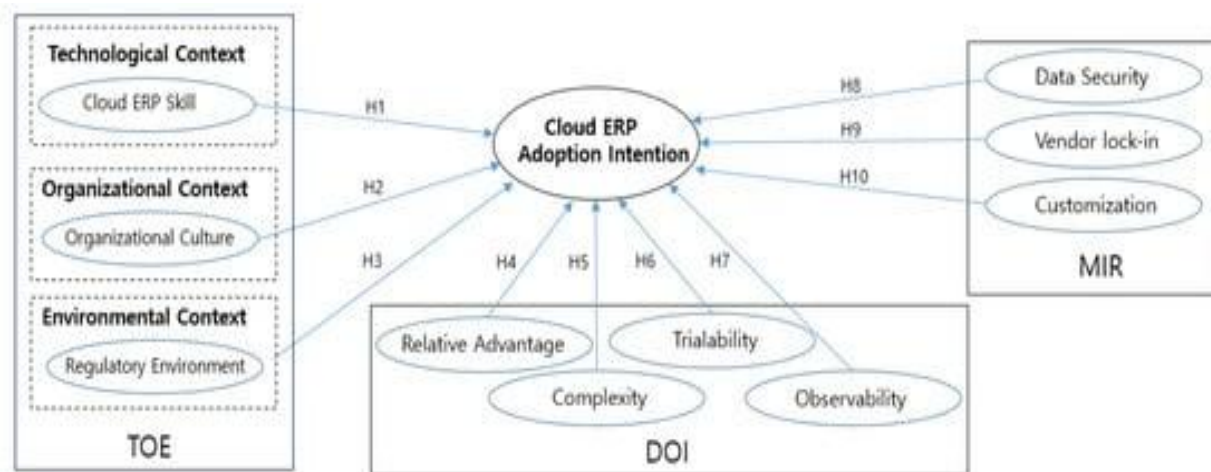 Technological Context
Cloud ERP Skill
Organizational Context
Organizational Culture
Environmental Context
Regulatory Environment
TOE
H1
H2
H3
Cloud ERP
Adoption Intention
H4
H5
H6
H7
Relative Advantage
Trialability
Complexity
Observability
DOI
H8
H9
H10
Data Security
Vendor lock-in
Customization
MIR